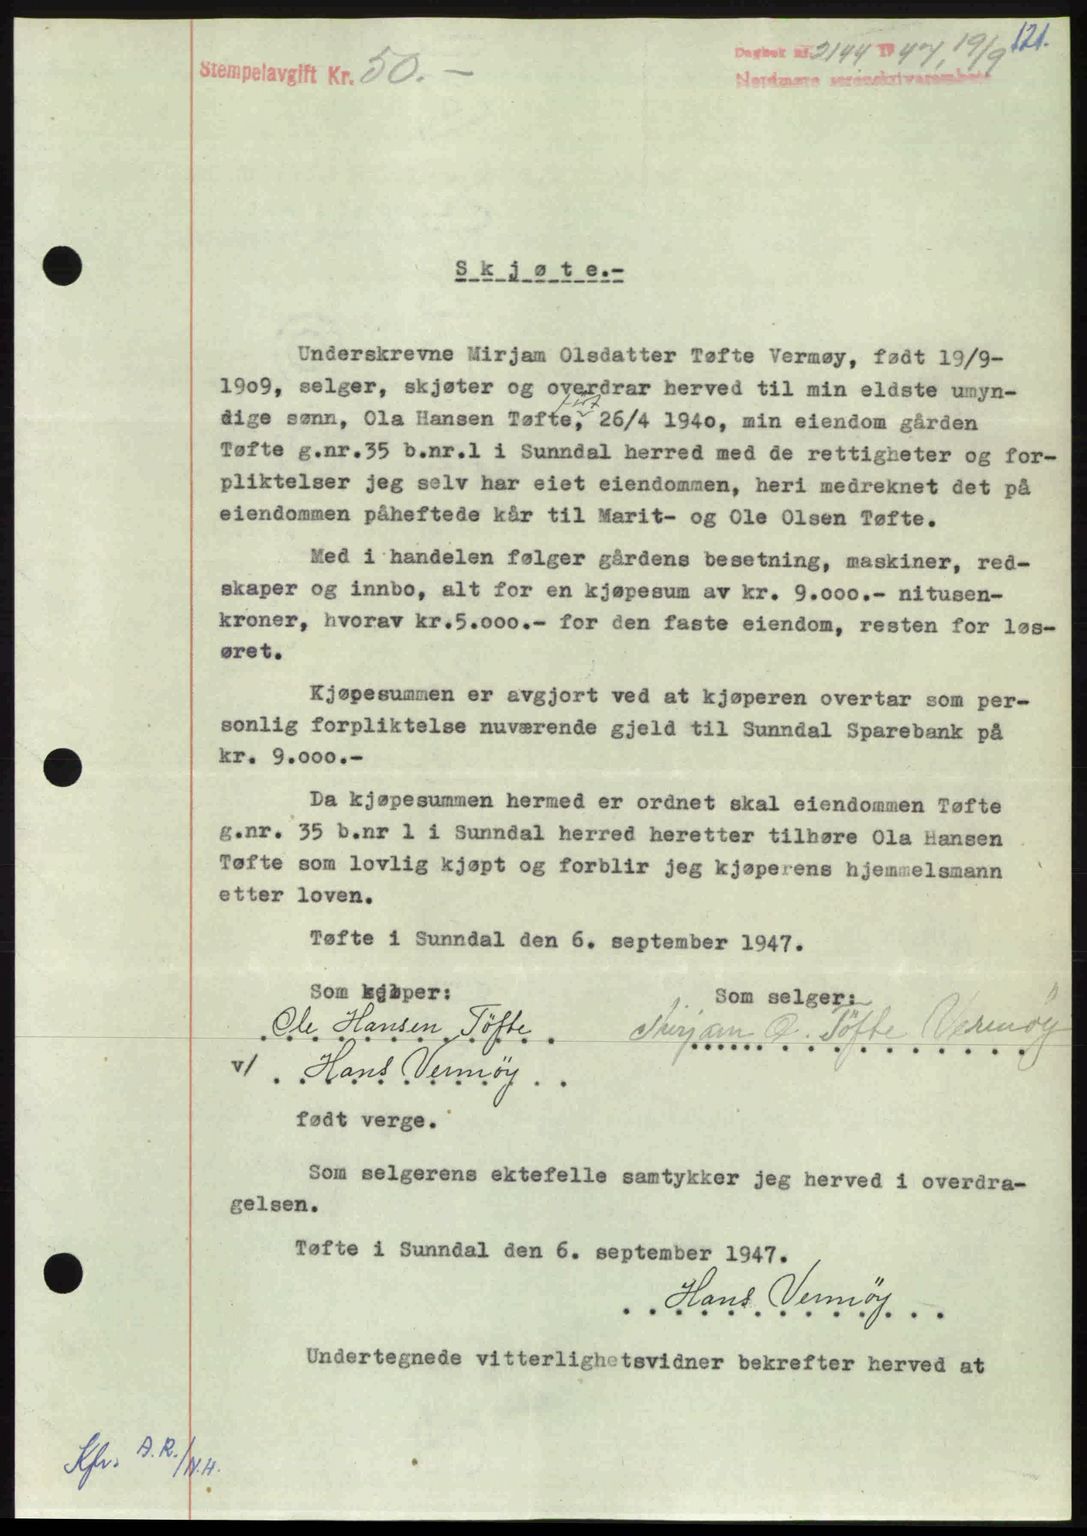 121.
Stempelavgift Kr. 50.—
Dagbok nr. 2144 1947, 19/9
Nordmøre sorenskriverembete
Skjøte.-
Underskrevne Mirjam Olsdatter Tøfte Vermøy, født 19/9-
1909, selger, skjøter og overdrar herved til min eldste umyn-
født
dige sønn, Ola Hansen Tøfte, 26/4 1940, min eiendom gården
Tøfte g.nr.35 b.nr.1 i Sunndal herred med de rettigheter og for-
pliktelser jeg selv har eiet eiendommen, heri medreknet det på
eiendommen påheftede kår til Marit- og Ole Olsen Tøfte.
Med i handelen følger gårdens besetning, maskiner, red-
skaper og innbo, alt for en kjøpesum av kr. 9.000.- nitusen-
kroner, hvorav kr.5.000.- for den faste eiendom, resten for løs-
øret.
Kjøpesummen er avgjort ved at kjøperen overtar som per-
sonlig forpliktelse nuværende gjeld til Sunndal Sparebank på
kr. 9.000.-
Da kjøpesummen hermed er ordnet skal eiendommen Tøfte
g.nr. 35 b.nr 1 i Sunndal herred heretter tilhøre Ola Hansen
Tøfte som lovlig kjøpt og forblir jeg kjøperens hjemmelsmann
etter loven.
Tøfte i Sunndal den 6. september 1947.
Som kjøper: Som selger:
Ole Hansen Töfte Mirjam O. Töfte Vermöy
v/ Hans Vermöy
født verge.
Som selgerens ektefelle samtykker jeg herved i overdra-
gelsen.
Tøfte i Sunndal den 6. september 1947.
Hans Vermöy
Undertegnede vitterlighetsvidner bekrefter herved at
Kfr. A.R./N.H.